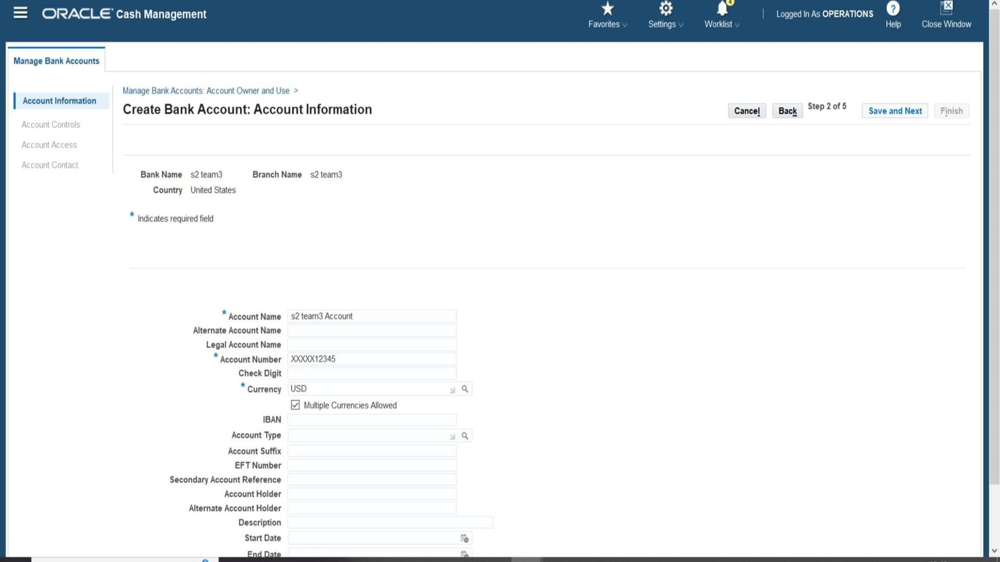 ORACLE® Cash Management
Favorites
Settings
Worklist
4
Logged In As OPERATIONS
Help
Close Window
Manage Bank Accounts
Account Information
Account Controls
Account Access
Account Contact
Manage Bank Accounts: Account Owner and Use >
Create Bank Account: Account Information
Cancel
Back
Step 2 of 5
Save and Next
Finish
Bank Name s2 team3 Branch Name s2 team3
Country United States
* Indicates required field
* Account Name s2 team3 Account
Alternate Account Name
Legal Account Name
* Account Number XXXXX12345
Check Digit
* Currency USD
Multiple Currencies Allowed
IBAN
Account Type
Account Suffix
EFT Number
Secondary Account Reference
Account Holder
Alternate Account Holder
Description
Start Date
End Date